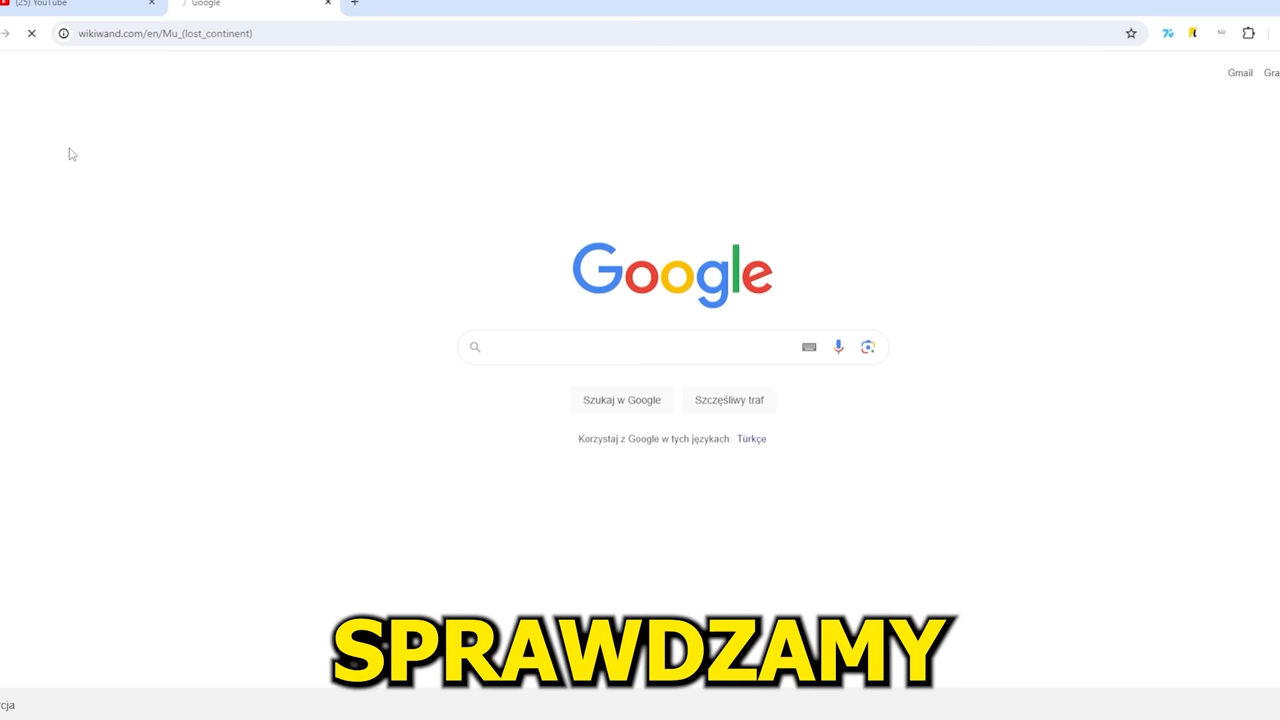 (25) YouTube
Google
wikiwand.com/en/Mu_(lost_continent)
Gmail Gra
Google
Szukaj w Google
Szczęśliwy traf
Korzystaj z Google w tych językach: Türkçe
SPRAWDZAMY
cja